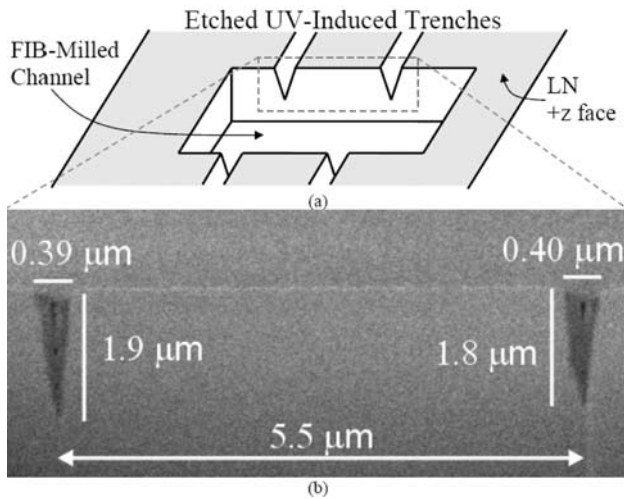 Etched UV-Induced Trenches
FIB-Milled
Channel
LN
+z face
(a)
0.39 μm
0.40 μm
1.9 μm
1.8 μm
5.5 μm
(b)